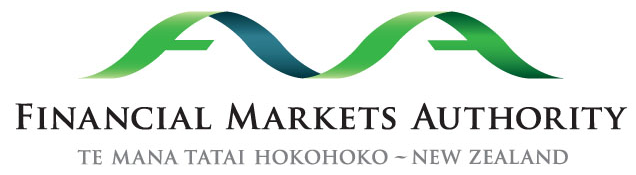 FINANCIAL MARKETS AUTHORITY
TE MANA TATAI HOKOHOKO ~ NEW ZEALAND